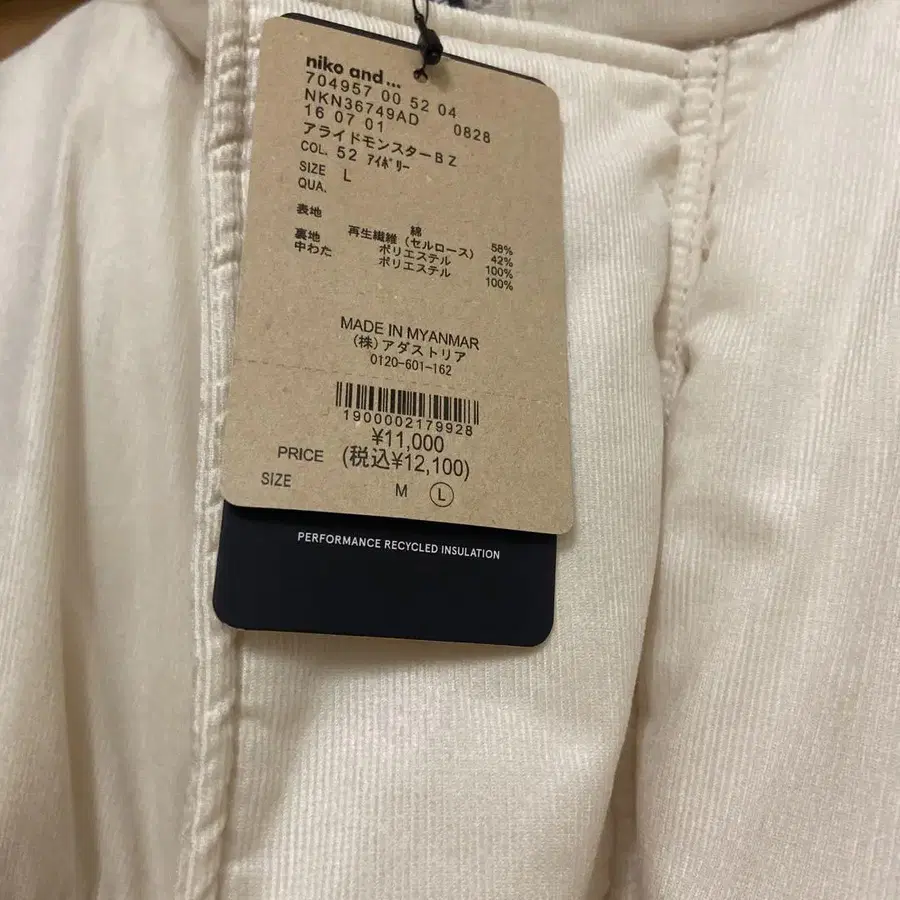 niko and ...
704957 00 52 04
NKN36749AD 0828
16 07 01
アライドモンスターBZ
COL. 52 ｱｲﾎﾞﾘｰ
SIZE L
QUA.
表地 綿 58%
再生繊維（セルロース） 42%
裏地 ポリエステル 100%
中わた ポリエステル 100%
MADE IN MYANMAR
（株）アダストリア
0120-601-162
1900002179928
¥11,000
PRICE (税込¥12,100)
SIZE M L
PERFORMANCE RECYCLED INSULATION